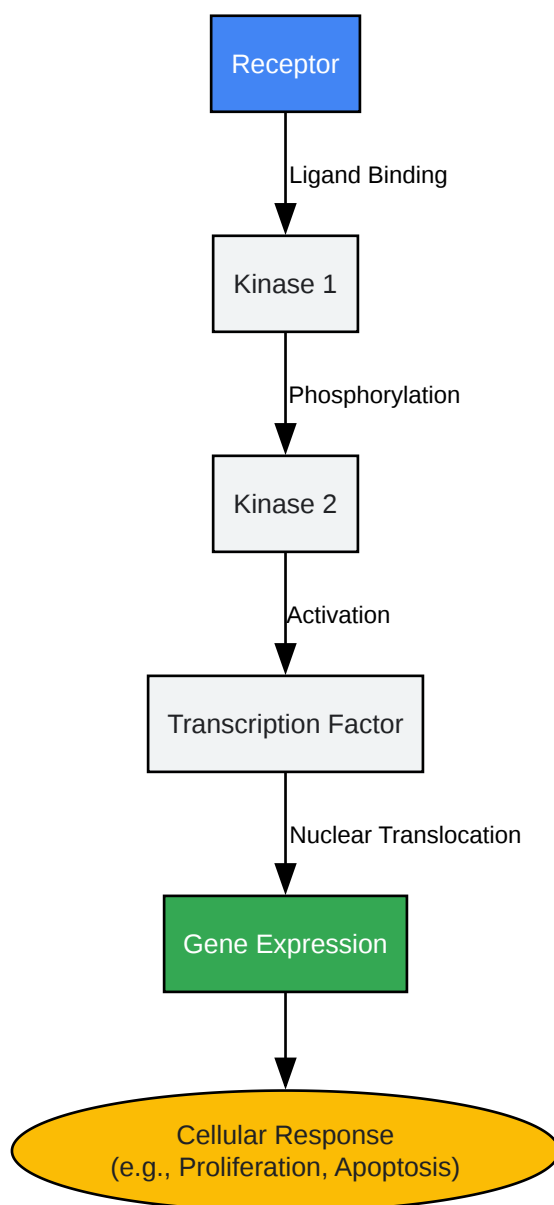 Receptor
Ligand Binding
Kinase 1
Phosphorylation
Kinase 2
Activation
Transcription Factor
Nuclear Translocation
Gene Expression
Cellular Response
(e.g., Proliferation, Apoptosis)